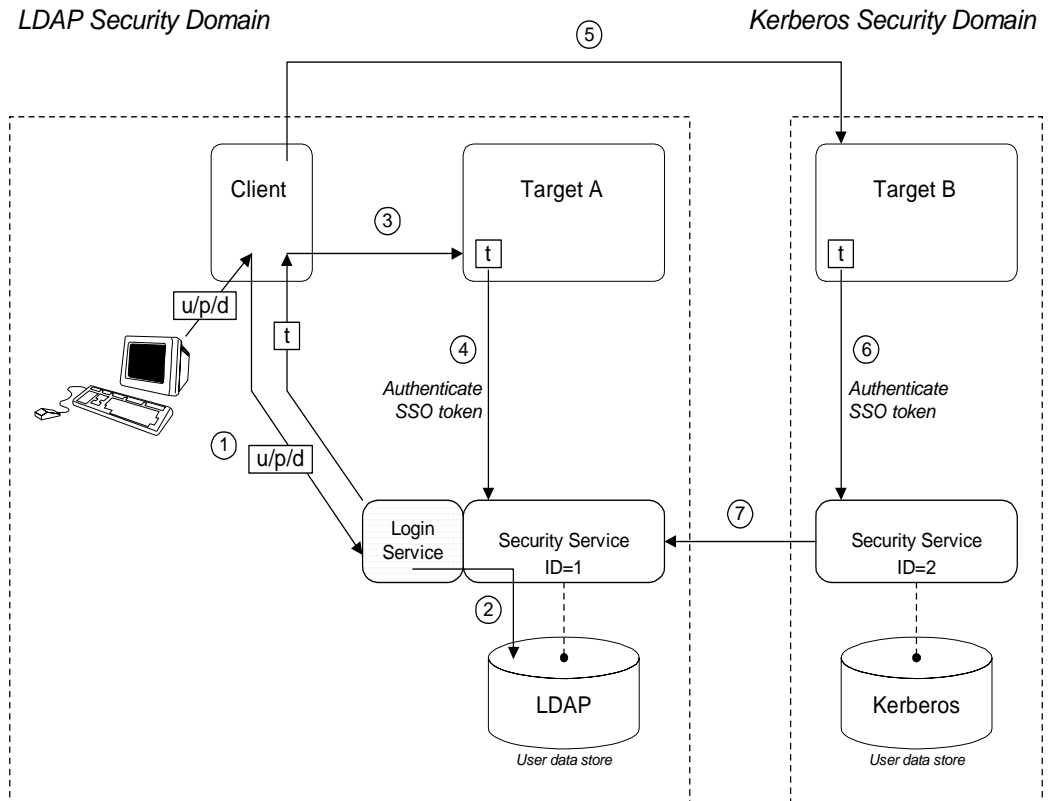 LDAP Security Domain
Kerberos Security Domain
5
Client
Target A
Target B
3
t
t
u/p/d
t
4
6
Authenticate
SSO token
Authenticate
SSO token
1
u/p/d
7
Login
Service
Security Service
ID=1
Security Service
ID=2
2
LDAP
Kerberos
User data store
User data store